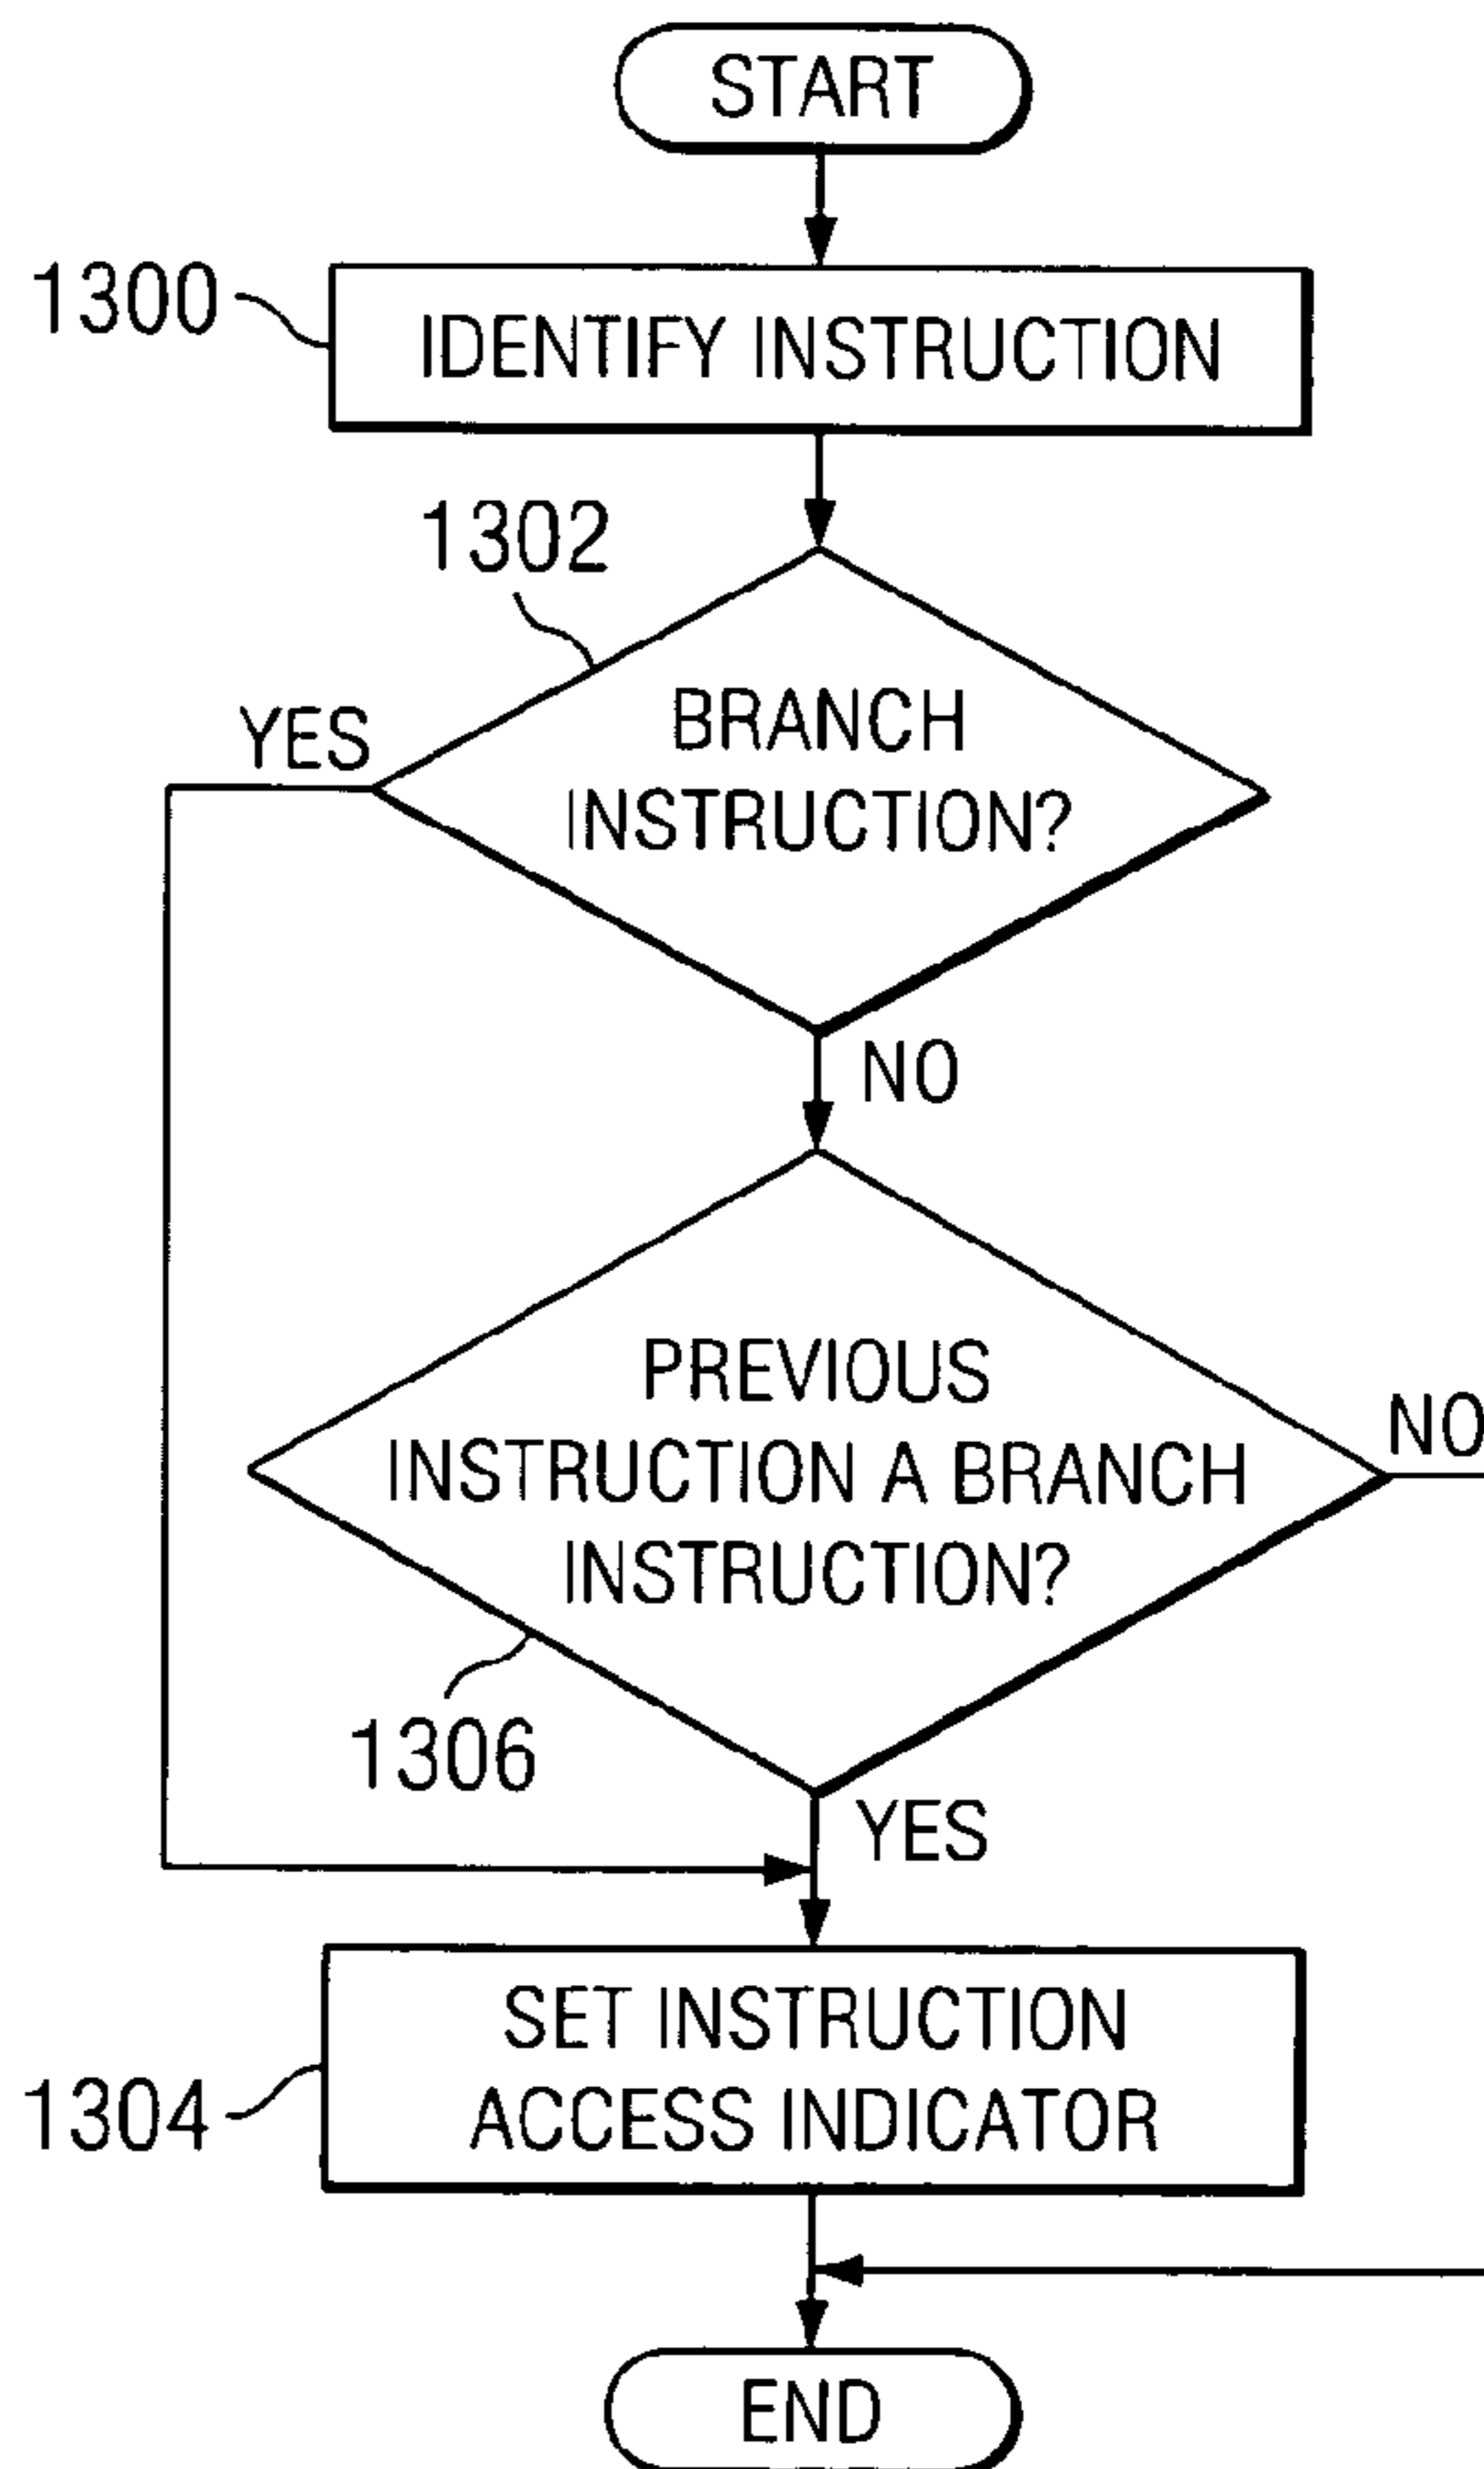 START
1300
IDENTIFY INSTRUCTION
1302
YES
BRANCH
INSTRUCTION?
NO
PREVIOUS
INSTRUCTION A BRANCH
INSTRUCTION?
NO
1306
YES
SET INSTRUCTION
ACCESS INDICATOR
1304
END